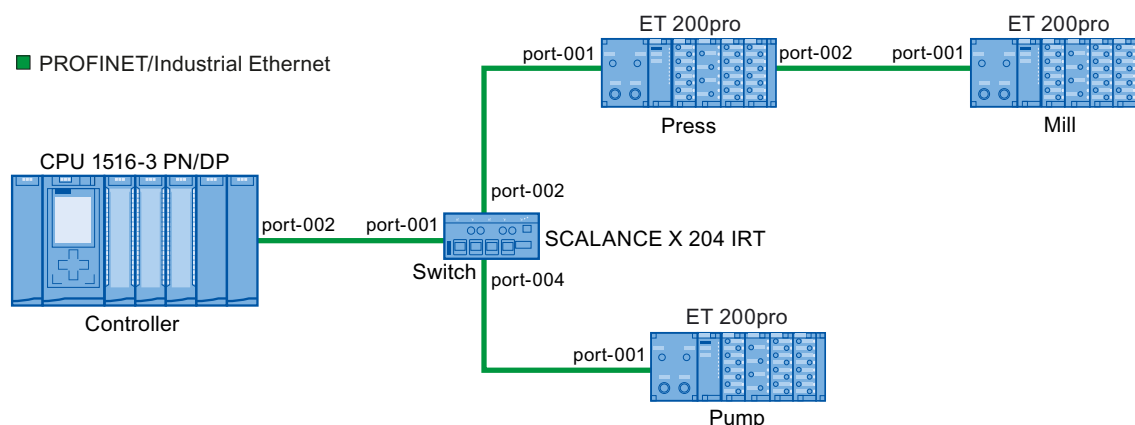 ET 200pro
ET 200pro
port-001
port-002
port-001
PROFINET/Industrial Ethernet
Press
Mill
CPU 1516-3 PN/DP
port-002
port-002
port-001
SCALANCE X 204 IRT
Switch
port-004
Controller
ET 200pro
port-001
Pump